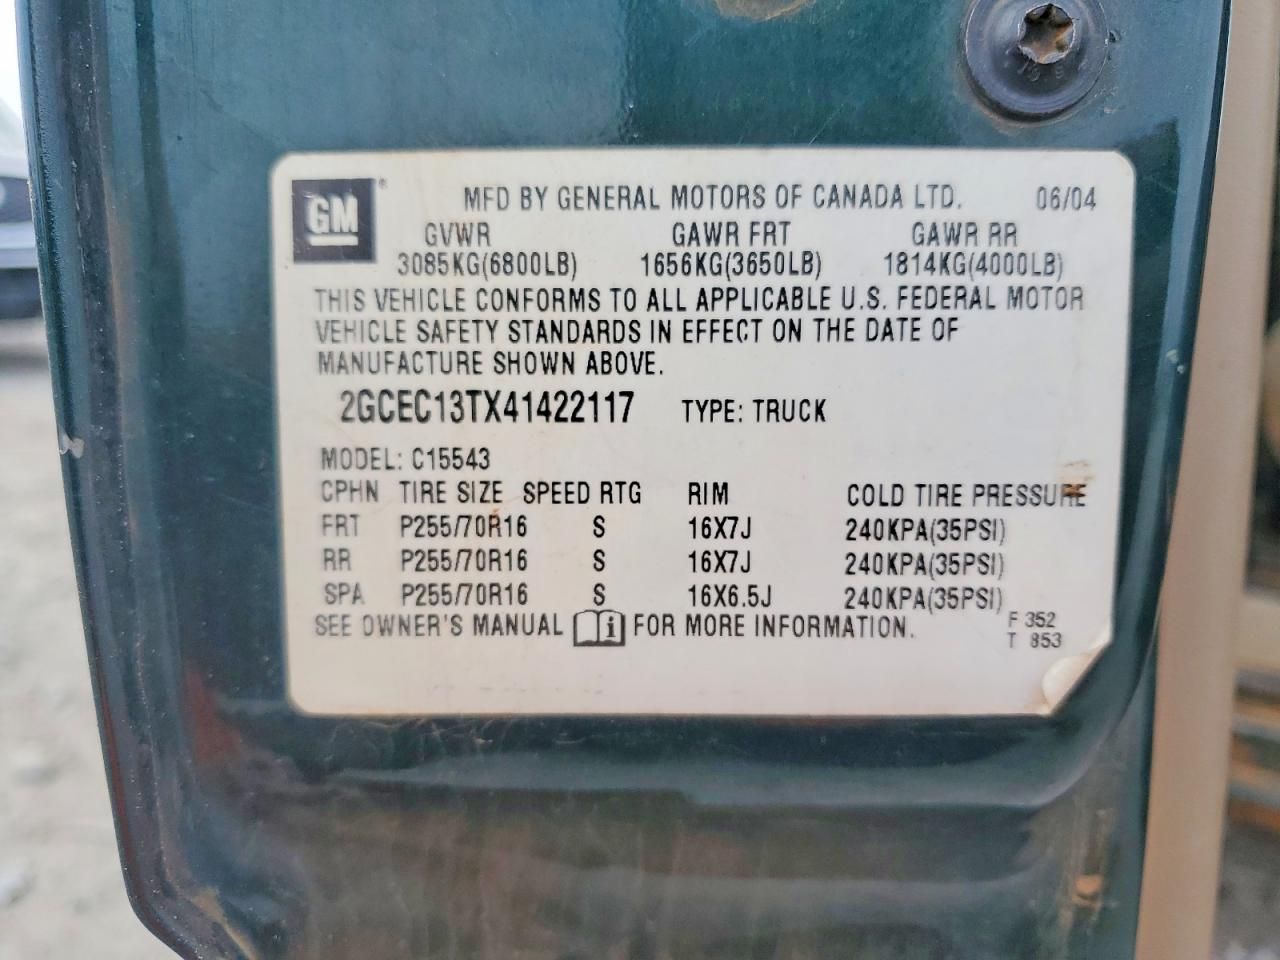 GM® MFD BY GENERAL MOTORS OF CANADA LTD. 06/04
GVWR GAWR FRT GAWR RR
3085KG(6800LB) 1656KG(3650LB) 1814KG(4000LB)
THIS VEHICLE CONFORMS TO ALL APPLICABLE U.S. FEDERAL MOTOR
VEHICLE SAFETY STANDARDS IN EFFECT ON THE DATE OF
MANUFACTURE SHOWN ABOVE.
2GCEC13TX41422117 TYPE: TRUCK
MODEL: C15543
CPHN TIRE SIZE SPEED RTG RIM COLD TIRE PRESSURE
FRT P255/70R16 S 16X7J 240KPA(35PSI)
RR P255/70R16 S 16X7J 240KPA(35PSI)
SPA P255/70R16 S 16X6.5J 240KPA(35PSI)
SEE OWNER'S MANUAL i FOR MORE INFORMATION. F 352
T 853